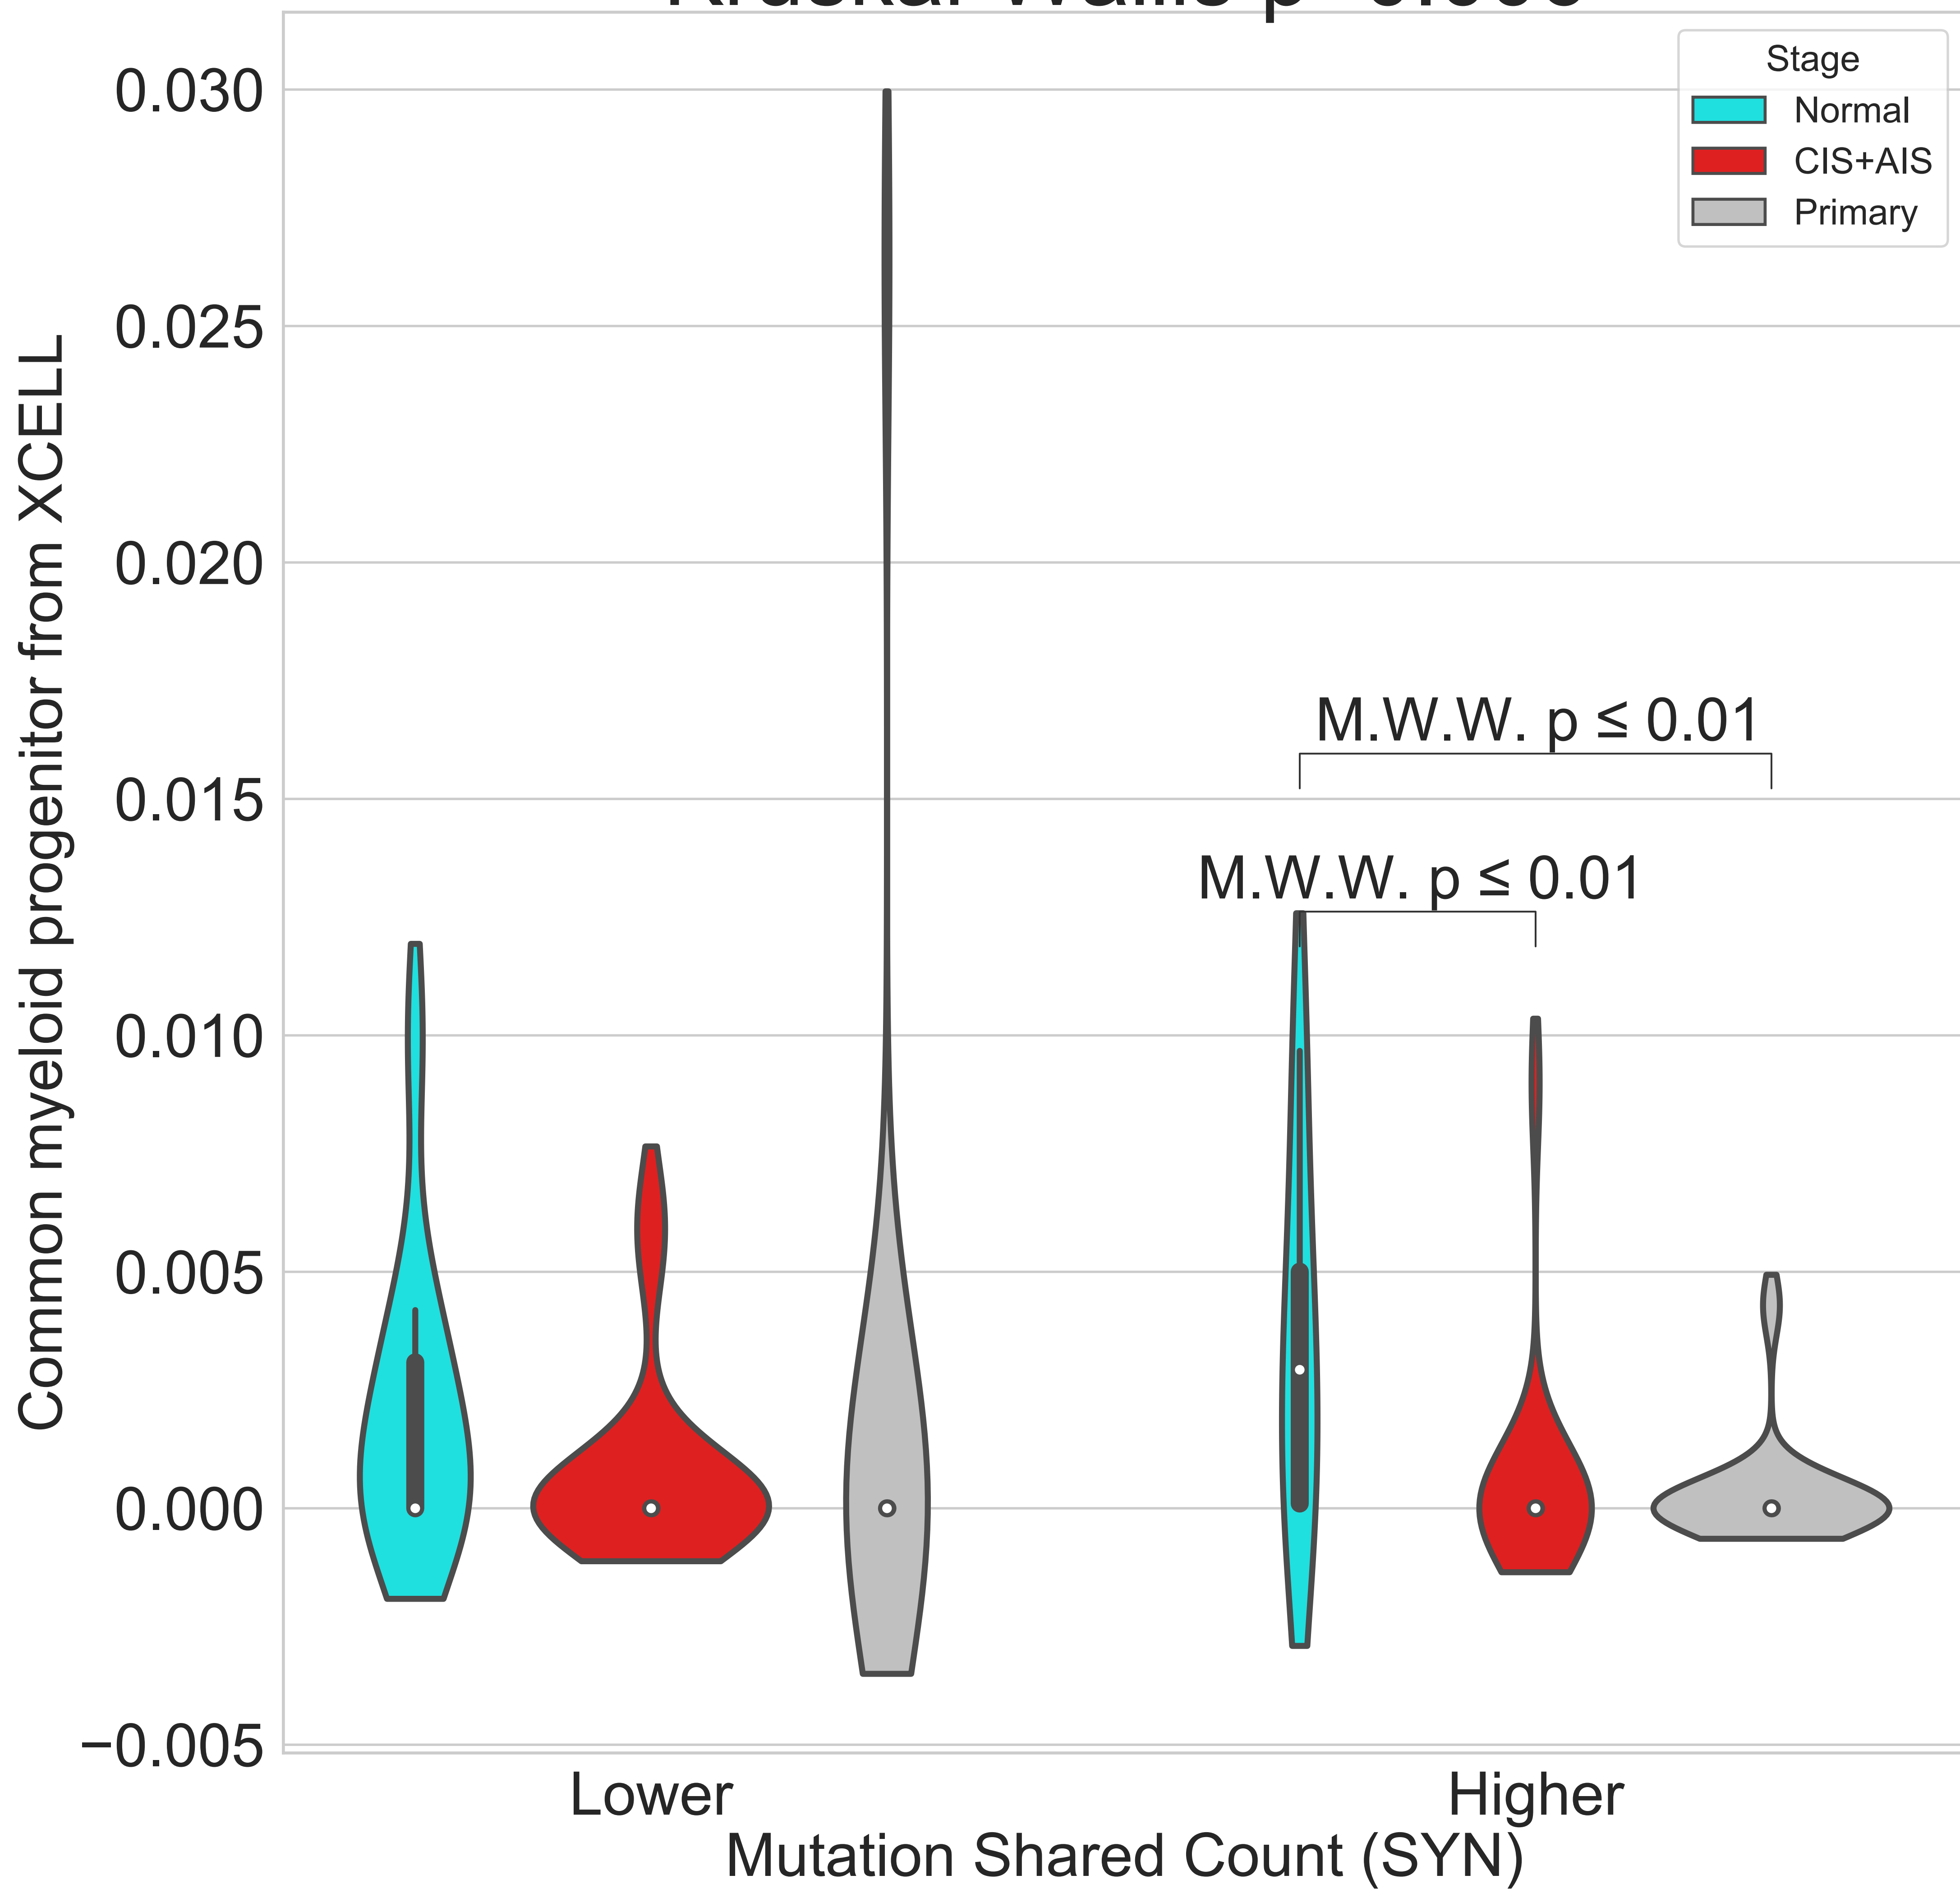 Stage
Normal
CIS+AIS
Primary
0.030
0.025
0.020
0.015
0.010
0.005
0.000
−0.005
Common myeloid progenitor from XCELL
M.W.W. p ≤ 0.01
M.W.W. p ≤ 0.01
Lower
Higher
Mutation Shared Count (SYN)